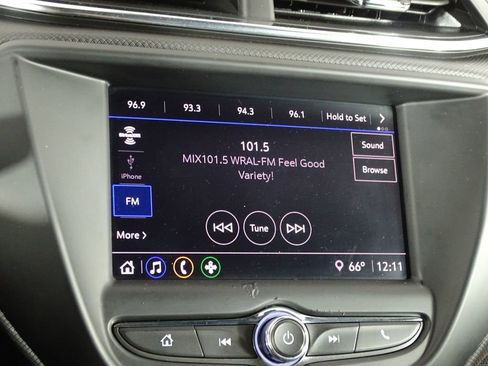 96.9 93.3 94.3 96.1 Hold to Set >
101.5 Sound
MIX101.5 WRAL-FM Feel Good
Variety!
Browse
iPhone
FM
Tune
More >
66° 12:11